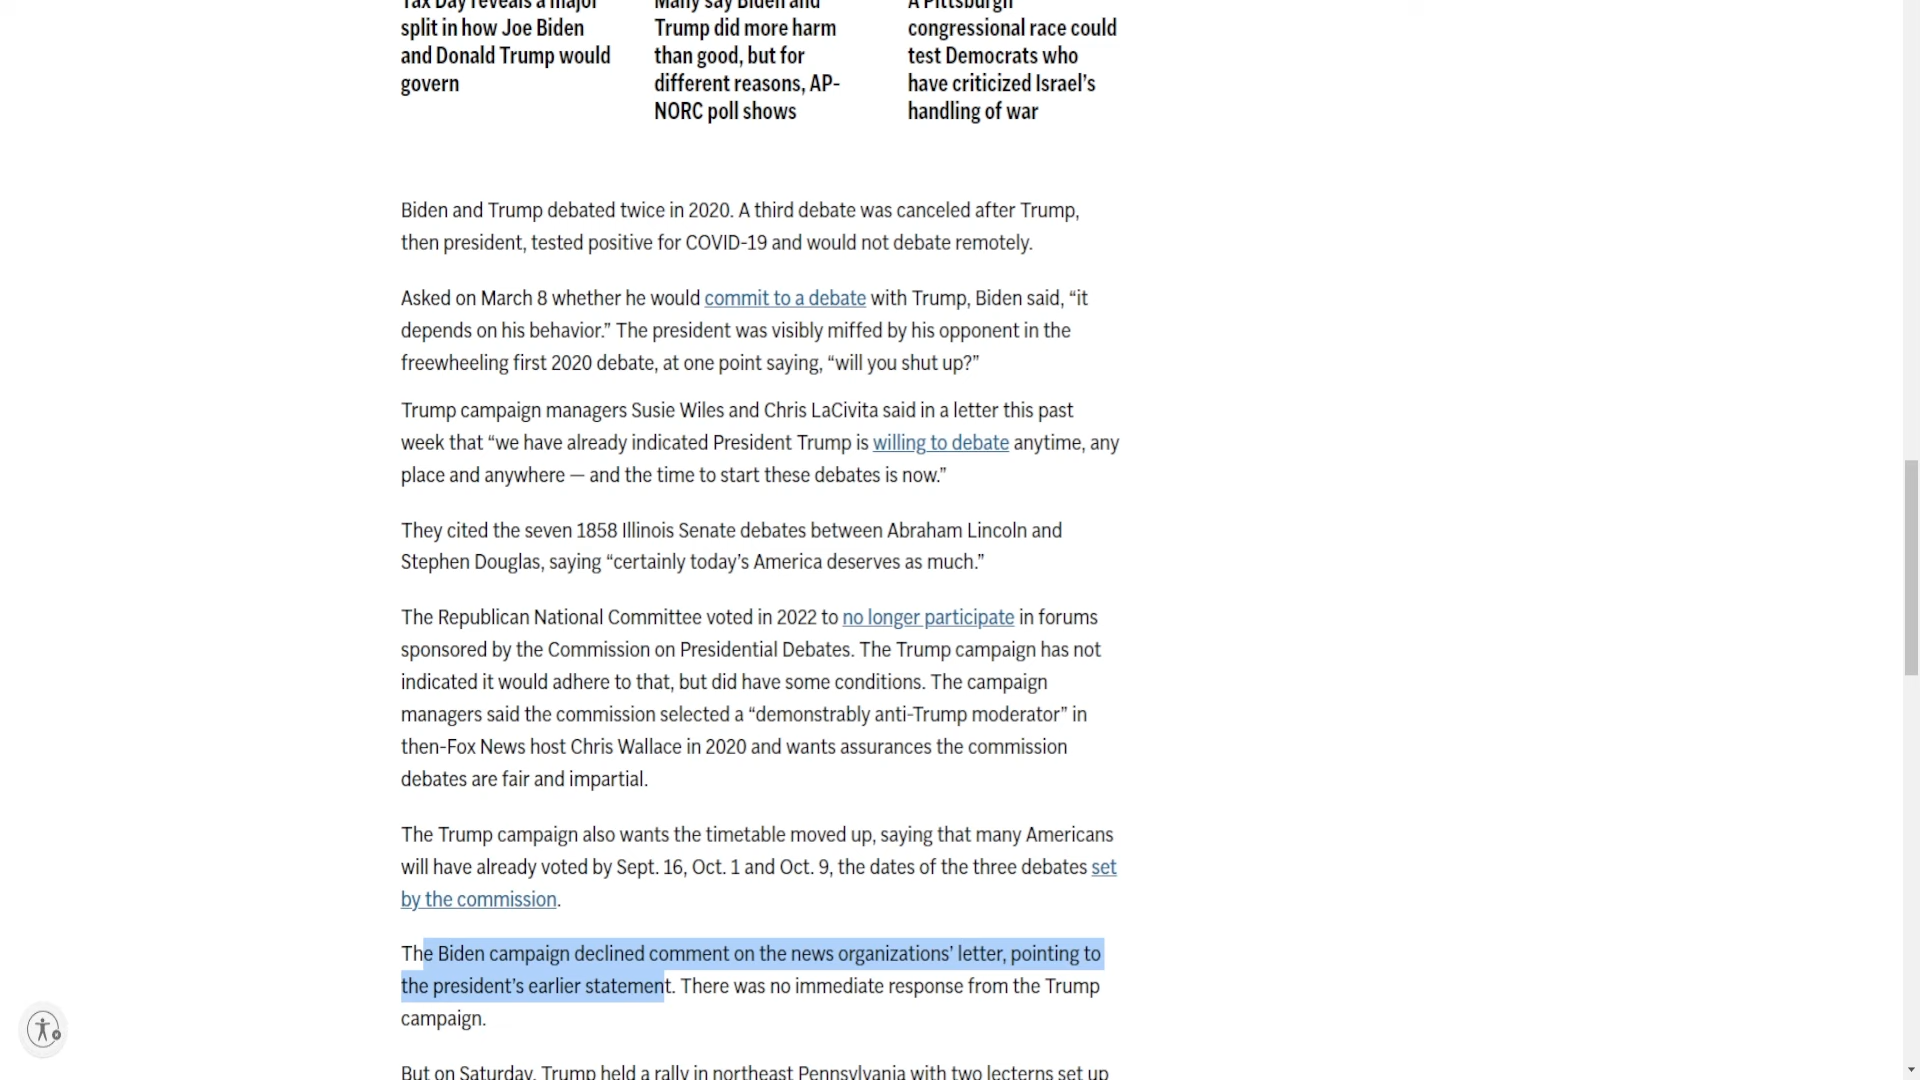 Tax Day reveals a major
split in how Joe Biden
and Donald Trump would
govern
Many say Biden and
Trump did more harm
than good, but for
different reasons, AP-
NORC poll shows
A Pittsburgh
congressional race could
test Democrats who
have criticized Israel’s
handling of war
Biden and Trump debated twice in 2020. A third debate was canceled after Trump,
then president, tested positive for COVID-19 and would not debate remotely.
Asked on March 8 whether he would commit to a debate with Trump, Biden said, “it
depends on his behavior.” The president was visibly miffed by his opponent in the
freewheeling first 2020 debate, at one point saying, “will you shut up?”
Trump campaign managers Susie Wiles and Chris LaCivita said in a letter this past
week that “we have already indicated President Trump is willing to debate anytime, any
place and anywhere — and the time to start these debates is now.”
They cited the seven 1858 Illinois Senate debates between Abraham Lincoln and
Stephen Douglas, saying “certainly today’s America deserves as much.”
The Republican National Committee voted in 2022 to no longer participate in forums
sponsored by the Commission on Presidential Debates. The Trump campaign has not
indicated it would adhere to that, but did have some conditions. The campaign
managers said the commission selected a “demonstrably anti-Trump moderator” in
then-Fox News host Chris Wallace in 2020 and wants assurances the commission
debates are fair and impartial.
The Trump campaign also wants the timetable moved up, saying that many Americans
will have already voted by Sept. 16, Oct. 1 and Oct. 9, the dates of the three debates set
by the commission.
The Biden campaign declined comment on the news organizations’ letter, pointing to
the president’s earlier statement. There was no immediate response from the Trump
campaign.
But on Saturday, Trump held a rally in northeast Pennsylvania with two lecterns set up